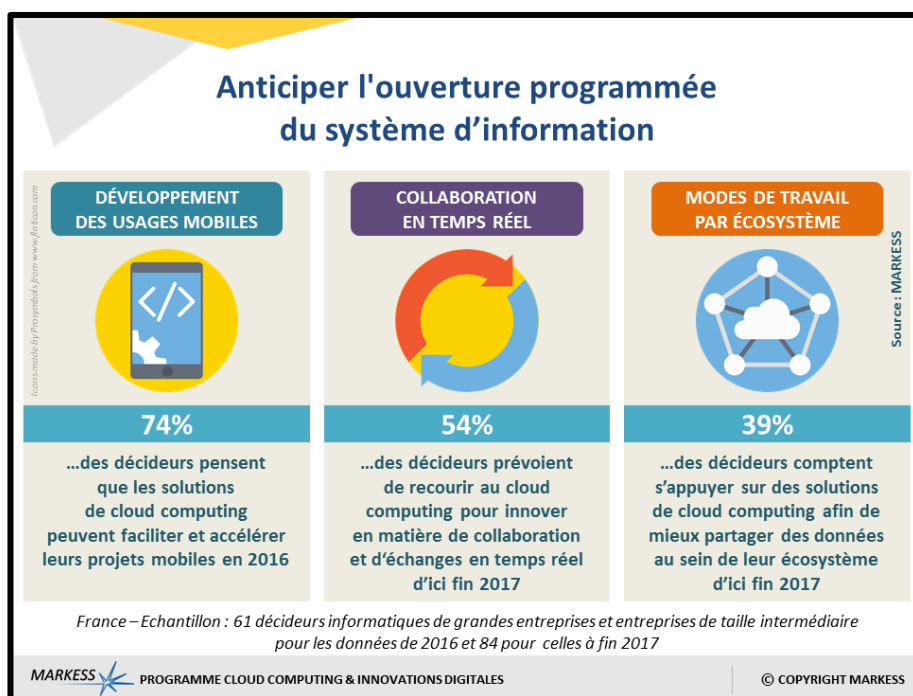 Anticiper l'ouverture programmée
du système d'information
DÉVELOPPEMENT
DES USAGES MOBILES
Icons made by Prosymbols from www.flaticon.com
74%
...des décideurs pensent
que les solutions
de cloud computing
peuvent faciliter et accélérer
leurs projets mobiles en 2016
COLLABORATION
EN TEMPS RÉEL
54%
...des décideurs prévoient
de recourir au cloud
computing pour innover
en matière de collaboration
et d'échanges en temps réel
d'ici fin 2017
MODES DE TRAVAIL
PAR ÉCOSYSTÈME
Source : MARKESS
39%
...des décideurs comptent
s'appuyer sur des solutions
de cloud computing afin de
mieux partager des données
au sein de leur écosystème
d'ici fin 2017
France – Echantillon : 61 décideurs informatiques de grandes entreprises et entreprises de taille intermédiaire
pour les données de 2016 et 84 pour celles à fin 2017
MARKESS PROGRAMME CLOUD COMPUTING & INNOVATIONS DIGITALES
© COPYRIGHT MARKESS